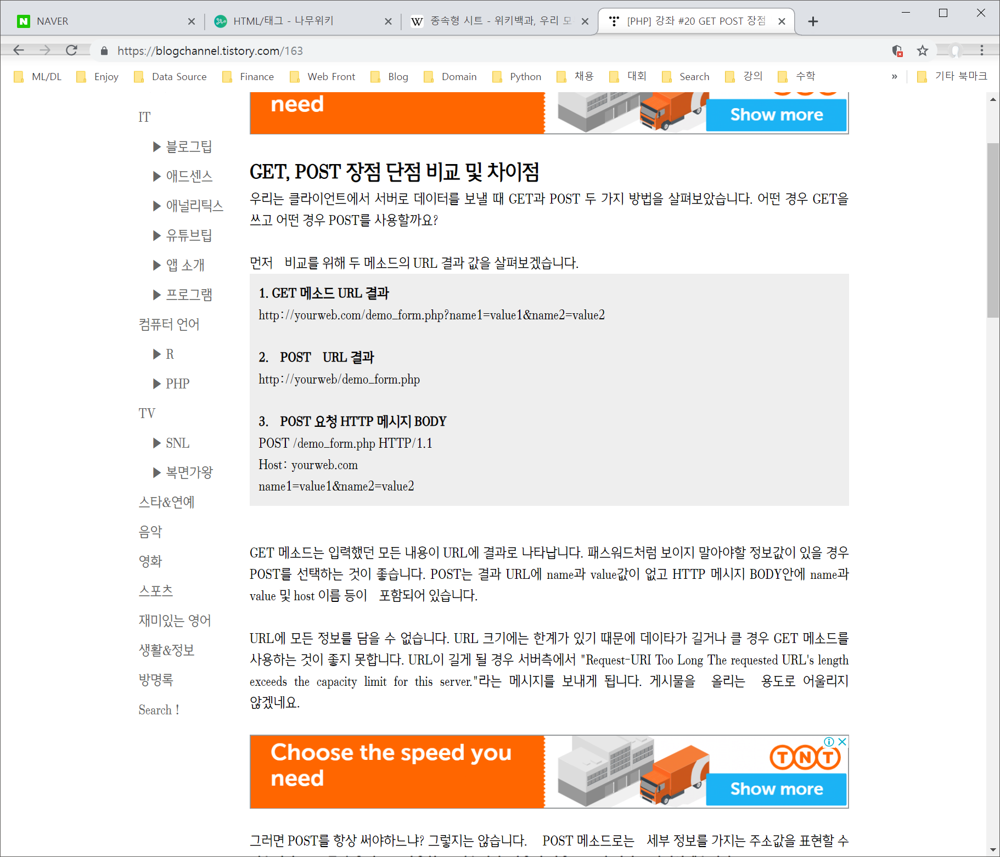 NAVER
HTML/태그 - 나무위키
종속형 시트 - 위키백과, 우리 모
[PHP] 강좌 #20 GET POST 장점
https://blogchannel.tistory.com/163
ML/DL Enjoy Data Source Finance Web Front Blog Domain Python 채용 대회 Search 강의 수학 » 기타 북마크
need
Show more
IT
▶ 블로그팁
▶ 애드센스
▶ 애널리틱스
▶ 유튜브팁
▶ 앱 소개
▶ 프로그램
컴퓨터 언어
▶ R
▶ PHP
TV
▶ SNL
▶ 복면가왕
스타&연예
음악
영화
스포츠
재미있는 영어
생활&정보
방명록
Search !
GET, POST 장점 단점 비교 및 차이점
우리는 클라이언트에서 서버로 데이터를 보낼 때 GET과 POST 두 가지 방법을 살펴보았습니다. 어떤 경우 GET을
쓰고 어떤 경우 POST를 사용할까요?
먼저 비교를 위해 두 메소드의 URL 결과 값을 살펴보겠습니다.
1. GET 메소드 URL 결과
http://yourweb.com/demo_form.php?name1=value1&name2=value2
2. POST URL 결과
http://yourweb/demo_form.php
3. POST 요청 HTTP 메시지 BODY
POST /demo_form.php HTTP/1.1
Host: yourweb.com
name1=value1&name2=value2
GET 메소드는 입력했던 모든 내용이 URL에 결과로 나타납니다. 패스워드처럼 보이지 말아야할 정보값이 있을 경우
POST를 선택하는 것이 좋습니다. POST는 결과 URL에 name과 value값이 없고 HTTP 메시지 BODY안에 name과
value 및 host 이름 등이 포함되어 있습니다.
URL에 모든 정보를 담을 수 없습니다. URL 크기에는 한계가 있기 때문에 데이타가 길거나 클 경우 GET 메소드를
사용하는 것이 좋지 못합니다. URL이 길게 될 경우 서버측에서 "Request-URI Too Long The requested URL's length
exceeds the capacity limit for this server."라는 메시지를 보내게 됩니다. 게시물을 올리는 용도로 어울리지
않겠네요.
Choose the speed you
need
TNT
Show more
그러면 POST를 항상 써야하느냐? 그렇지는 않습니다. POST 메소드로는 세부 정보를 가지는 주소값을 표현할 수